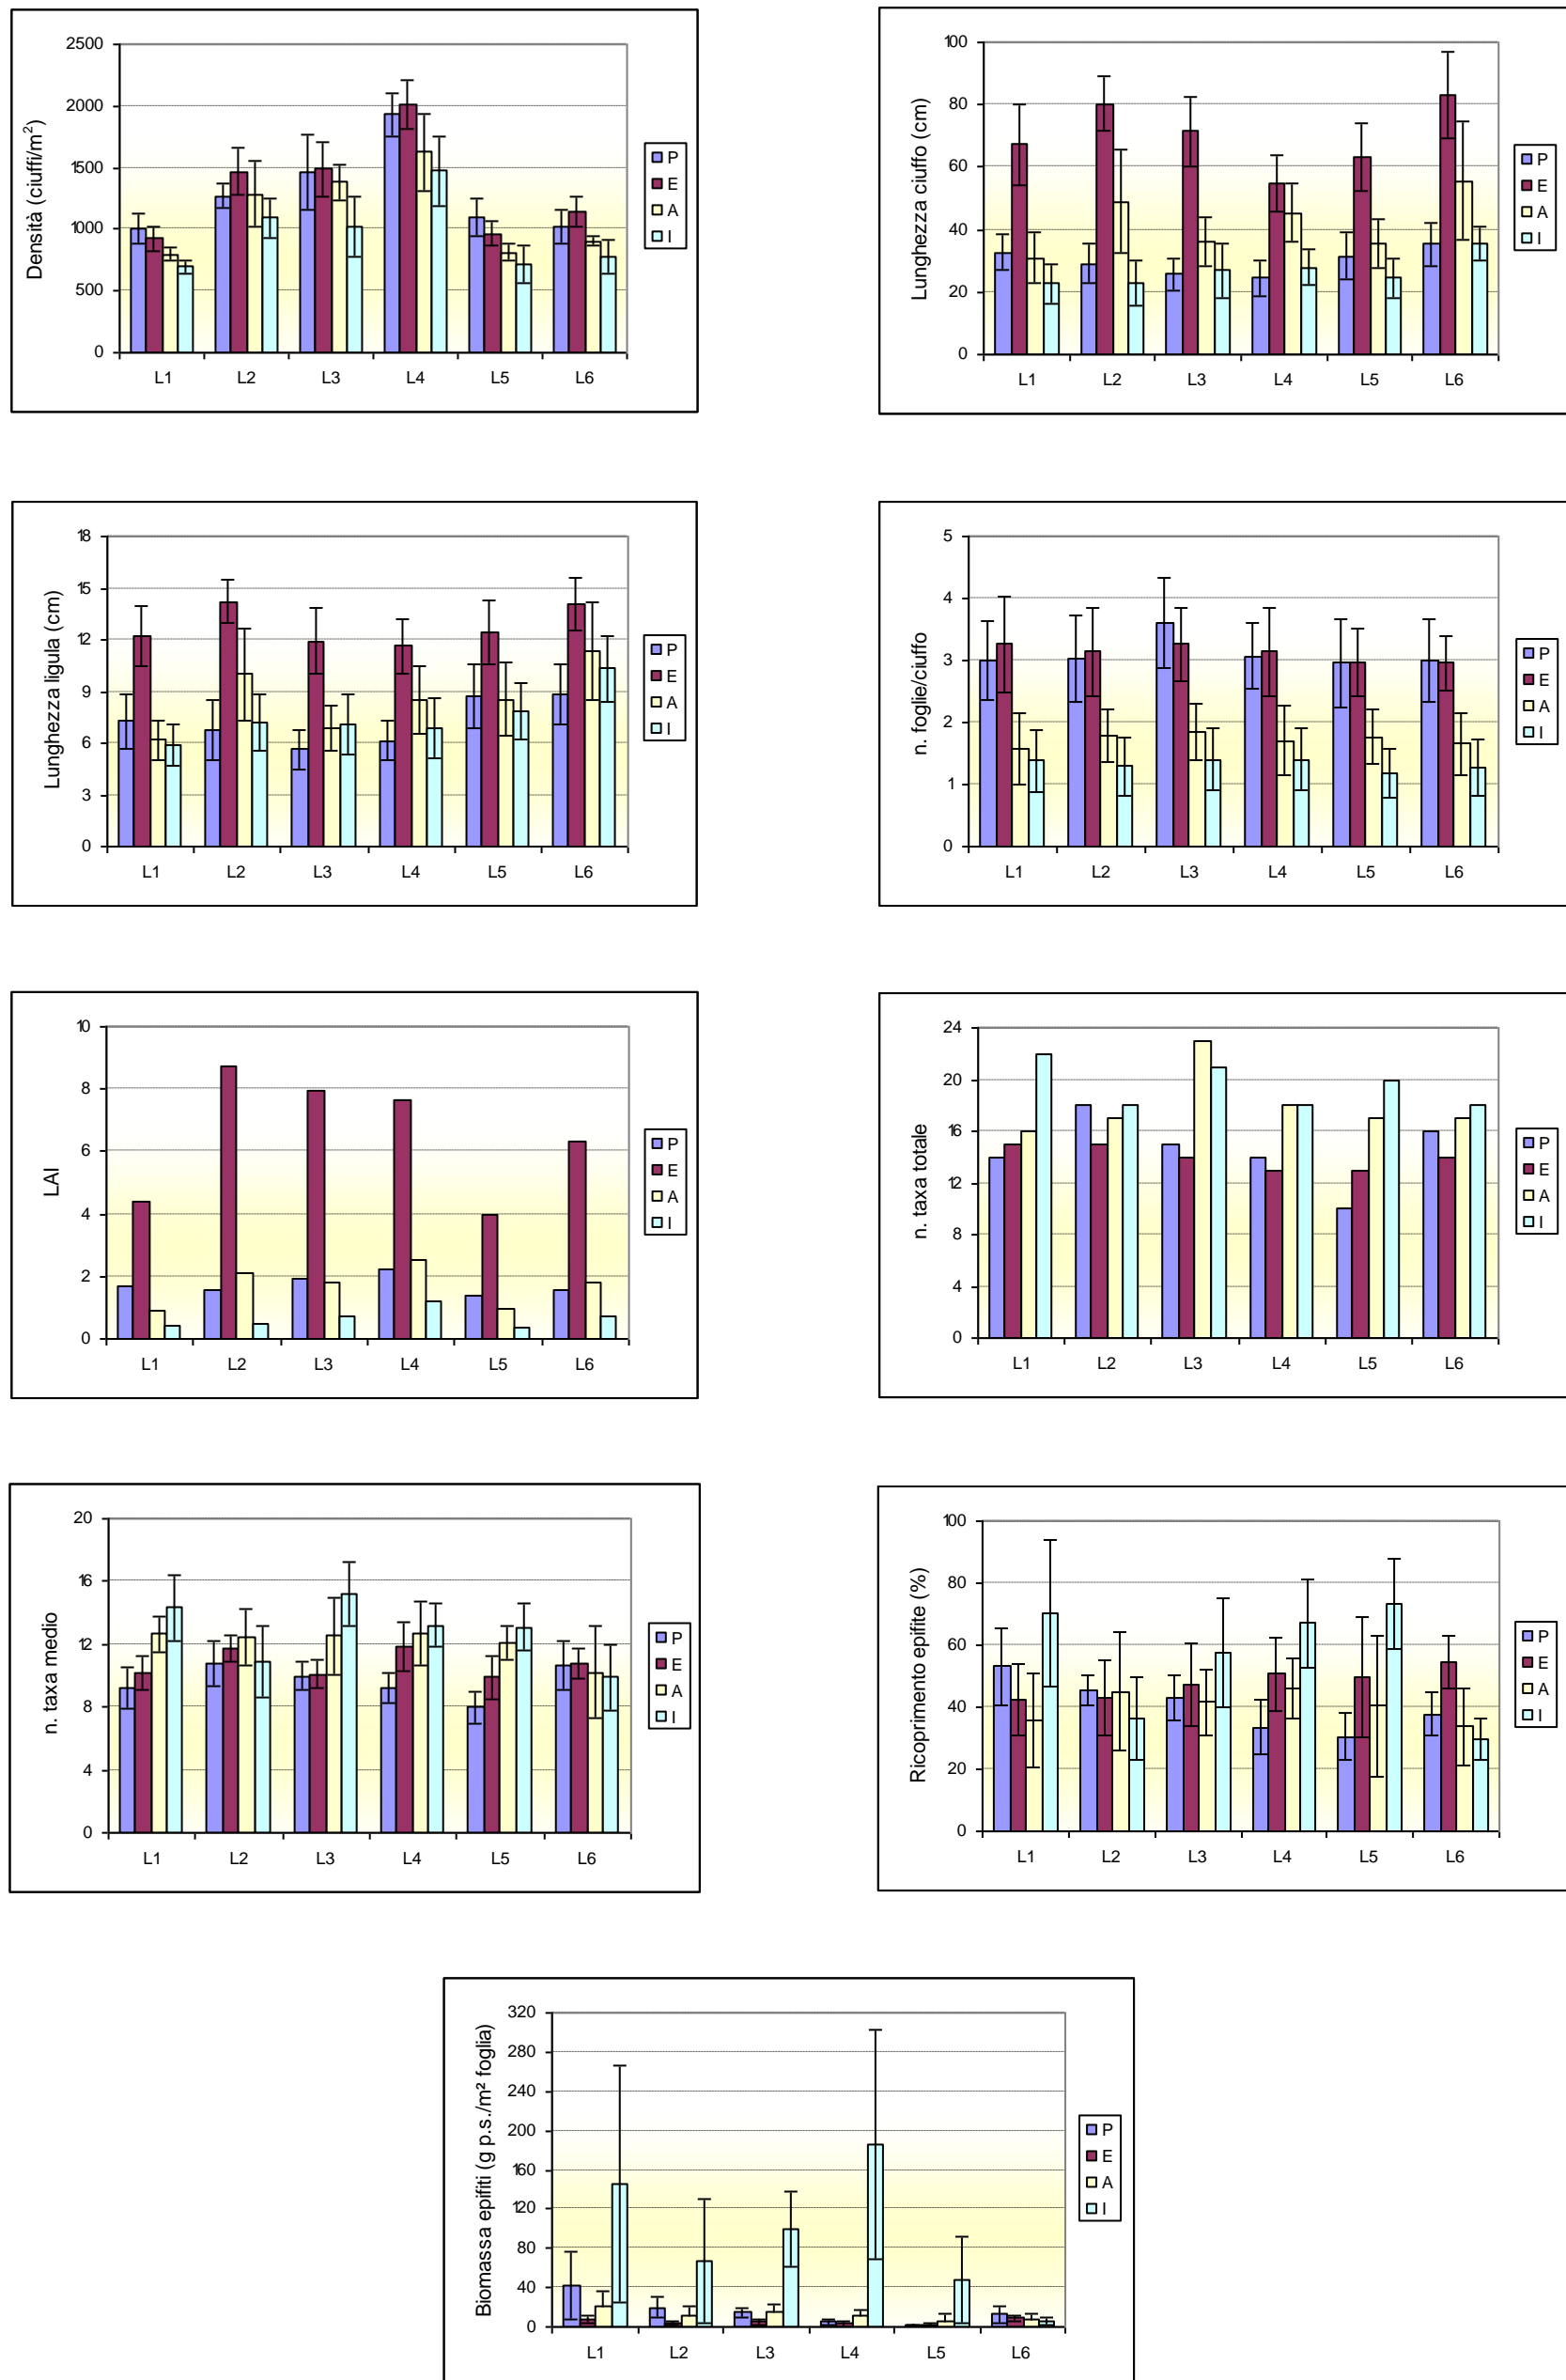 Densità (ciuffi/m²)
2500
2000
1500
1000
500
0
L1 L2 L3 L4 L5 L6
P
E
A
I
Lunghezza ciuffo (cm)
100
80
60
40
20
0
L1 L2 L3 L4 L5 L6
P
E
A
I
Lunghezza ligula (cm)
18
15
12
9
6
3
0
L1 L2 L3 L4 L5 L6
P
E
A
I
n. foglie/ciuffo
5
4
3
2
1
0
L1 L2 L3 L4 L5 L6
P
E
A
I
LAI
10
8
6
4
2
0
L1 L2 L3 L4 L5 L6
P
E
A
I
n. taxa totale
24
20
16
12
8
4
0
L1 L2 L3 L4 L5 L6
P
E
A
I
n. taxa medio
20
16
12
8
4
0
L1 L2 L3 L4 L5 L6
P
E
A
I
Ricoprimento epifite (%)
100
80
60
40
20
0
L1 L2 L3 L4 L5 L6
P
E
A
I
Biomassa epifiti (g p.s./m² foglia)
320
280
240
200
160
120
80
40
0
L1 L2 L3 L4 L5 L6
P
E
A
I